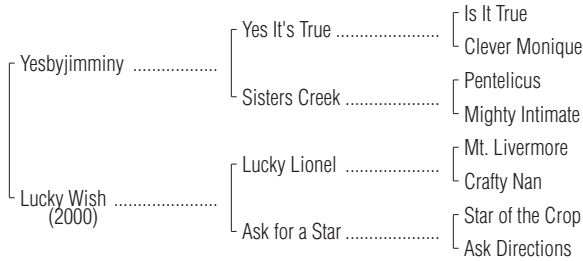 Is It True
Yes It's True ..................
Clever Monique
Yesbyjimminy ..................
Pentelicus
Sisters Creek ..................
Mighty Intimate
Mt. Livermore
Lucky Lionel ..................
Crafty Nan
Lucky Wish ..................
(2000)
Star of the Crop
Ask for a Star ..................
Ask Directions